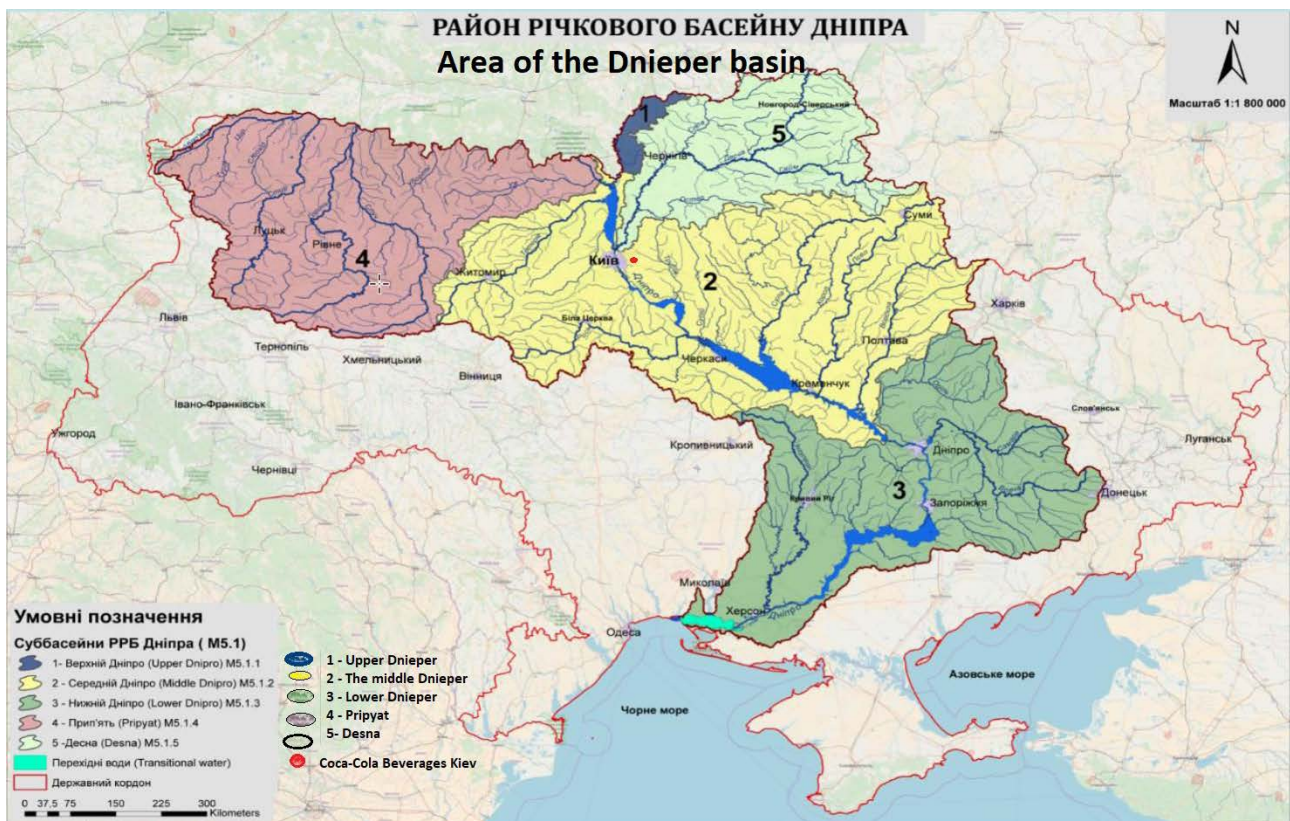 РАЙОН РІЧКОВОГО БАСЕЙНУ ДНІПРА
Area of the Dnieper basin
N
Масштаб 1:1 800 000
1
Новгород-Сіверський
5
Чернігів
Суми
Луцьк
Рівне
4
Житомир
Київ
2
Дніпро
Харків
Львів
Біла Церква
Тернопіль
Хмельницький
Вінниця
Черкаси
Полтава
Кременчук
Івано-Франківськ
Слов'янськ
Ужгород
Чернівці
Кропивницький
Дніпро
Луганськ
3
Кривий Ріг
Запоріжжя
Донецьк
Миколаїв
Херсон
Дніпро
Одеса
Азовське море
Чорне море
Умовні позначення
Суббасейни РРБ Дніпра ( М5.1)
1- Верхній Дніпро (Upper Dnipro) M5.1.1
2 - Середній Дніпро (Middle Dnipro) M5.1.2
3 - Нижній Дніпро (Lower Dnipro) M5.1.3
4 - Прип'ять (Pripyat) M5.1.4
5 -Десна (Desna) M5.1.5
Перехідні води (Transitional water)
Державний кордон
0 37,5 75 150 225 300
Kilometers
1 - Upper Dnieper
2 - The middle Dnieper
3 - Lower Dnieper
4 - Pripyat
5- Desna
Coca-Cola Beverages Kiev